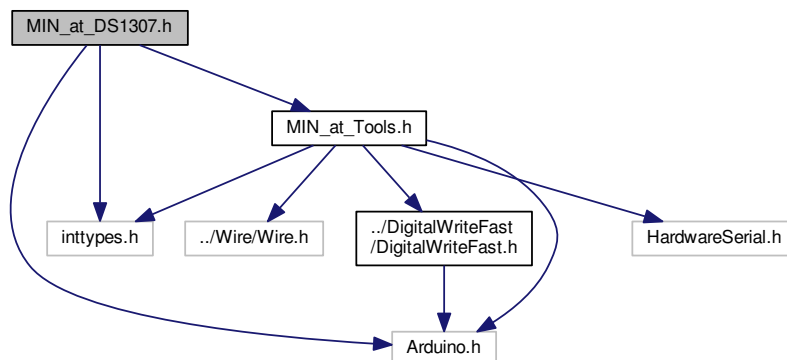 MIN_at_DS1307.h
MIN_at_Tools.h
inttypes.h
../Wire/Wire.h
../DigitalWriteFast
/DigitalWriteFast.h
HardwareSerial.h
Arduino.h